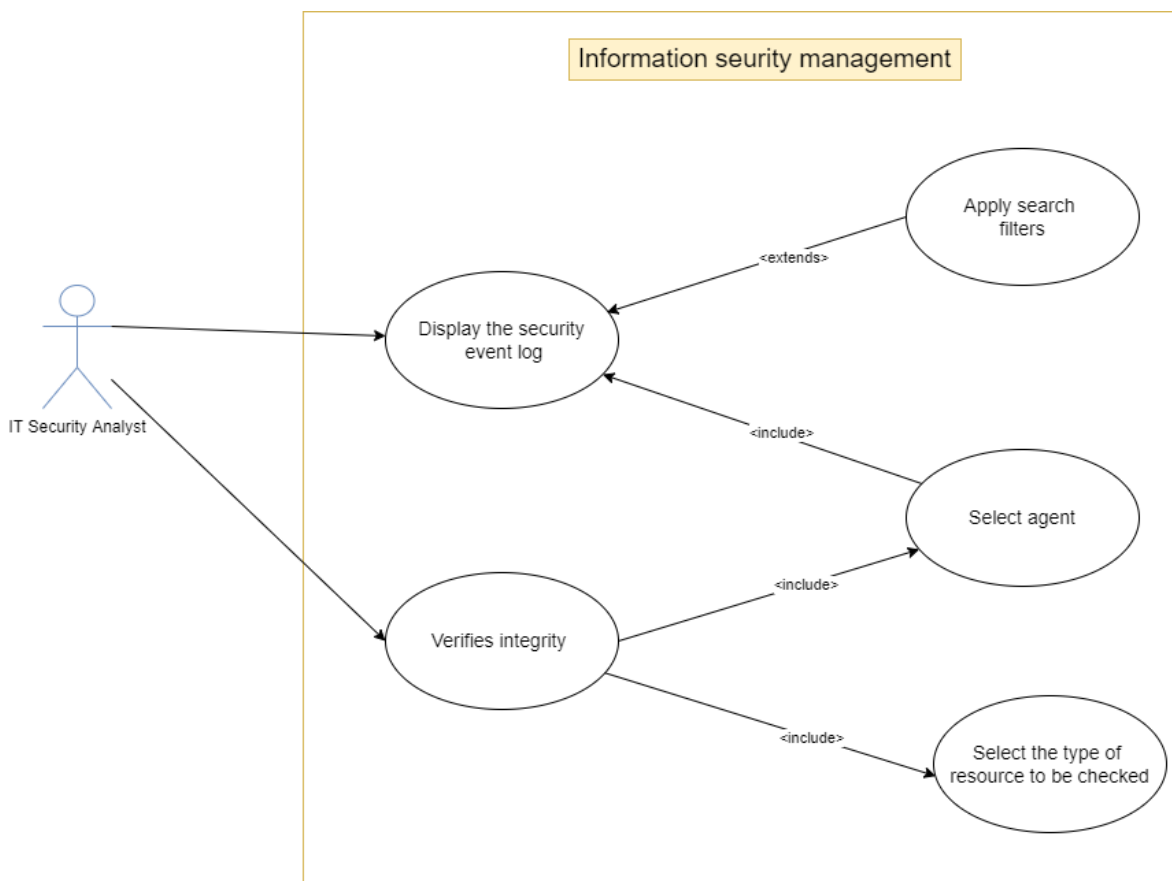 Information seurity management
Apply search
filters
<extends>
Display the security
event log
IT Security Analyst
<include>
Select agent
<include>
Verifies integrity
<include>
Select the type of
resource to be checked